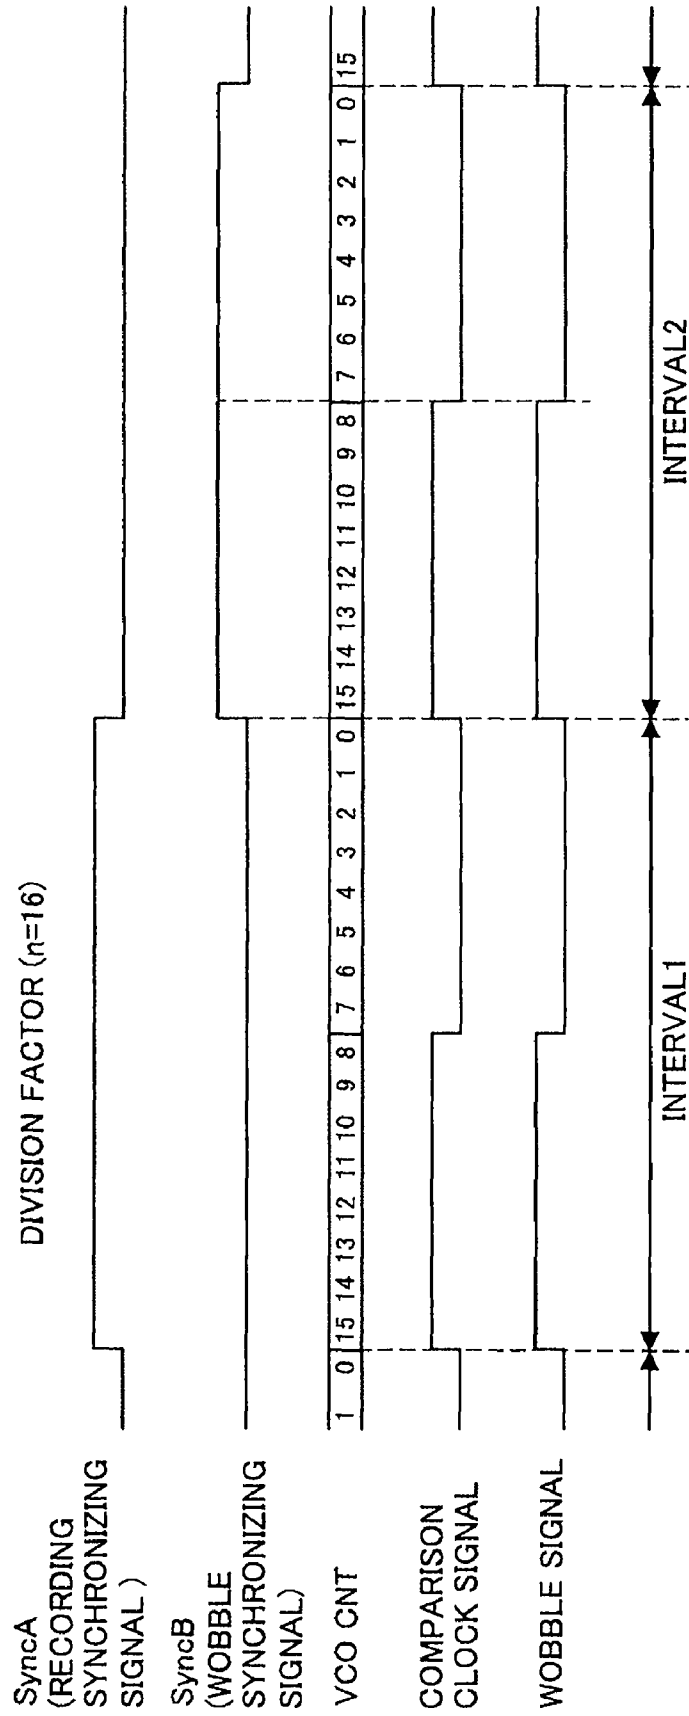 DIVISION FACTOR (n=16)
SyncA
(RECORDING
SYNCHRONIZING
SIGNAL )
SyncB
(WOBBLE
SYNCHRONIZING
SIGNAL)
VCO CNT
1 0 15 14 13 12 11 10 9 8 7 6 5 4 3 2 1 0 15 14 13 12 11 10 9 8 7 6 5 4 3 2 1 0 15
COMPARISON
CLOCK SIGNAL
WOBBLE SIGNAL
INTERVAL1
INTERVAL2